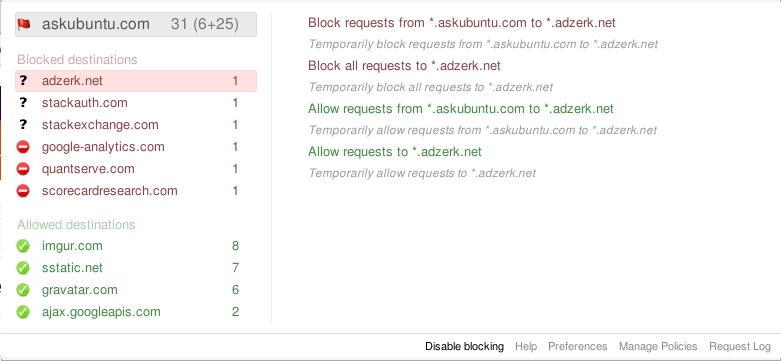 askubuntu.com 31 (6+25)
Blocked destinations
? adzerk.net 1
? stackauth.com 1
? stackexchange.com 1
google-analytics.com 1
quantserve.com 1
scorecardresearch.com 1
Allowed destinations
imgur.com 8
sstatic.net 7
gravatar.com 6
ajax.googleapis.com 2
Block requests from *.askubuntu.com to *.adzerk.net
Temporarily block requests from *.askubuntu.com to *.adzerk.net
Block all requests to *.adzerk.net
Temporarily block all requests to *.adzerk.net
Allow requests from *.askubuntu.com to *.adzerk.net
Temporarily allow requests from *.askubuntu.com to *.adzerk.net
Allow requests to *.adzerk.net
Temporarily allow requests to *.adzerk.net
Disable blocking Help Preferences Manage Policies Request Log